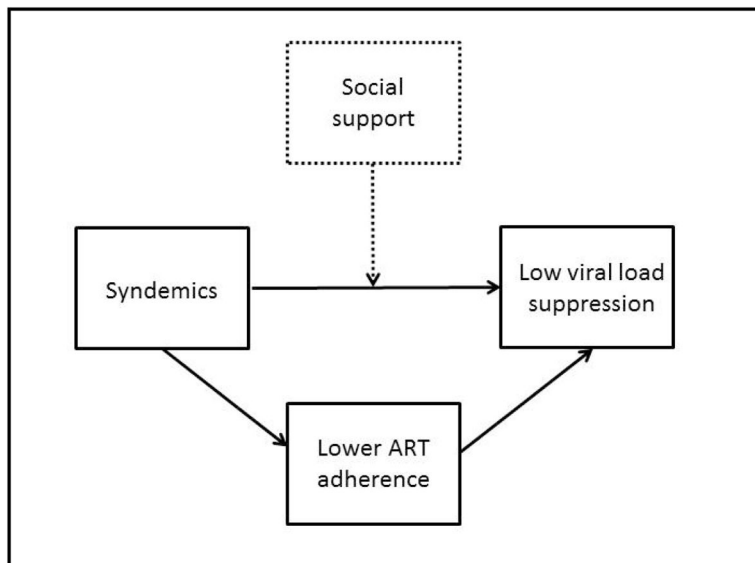 Social
support
Syndemics
Low viral load
suppression
Lower ART
adherence